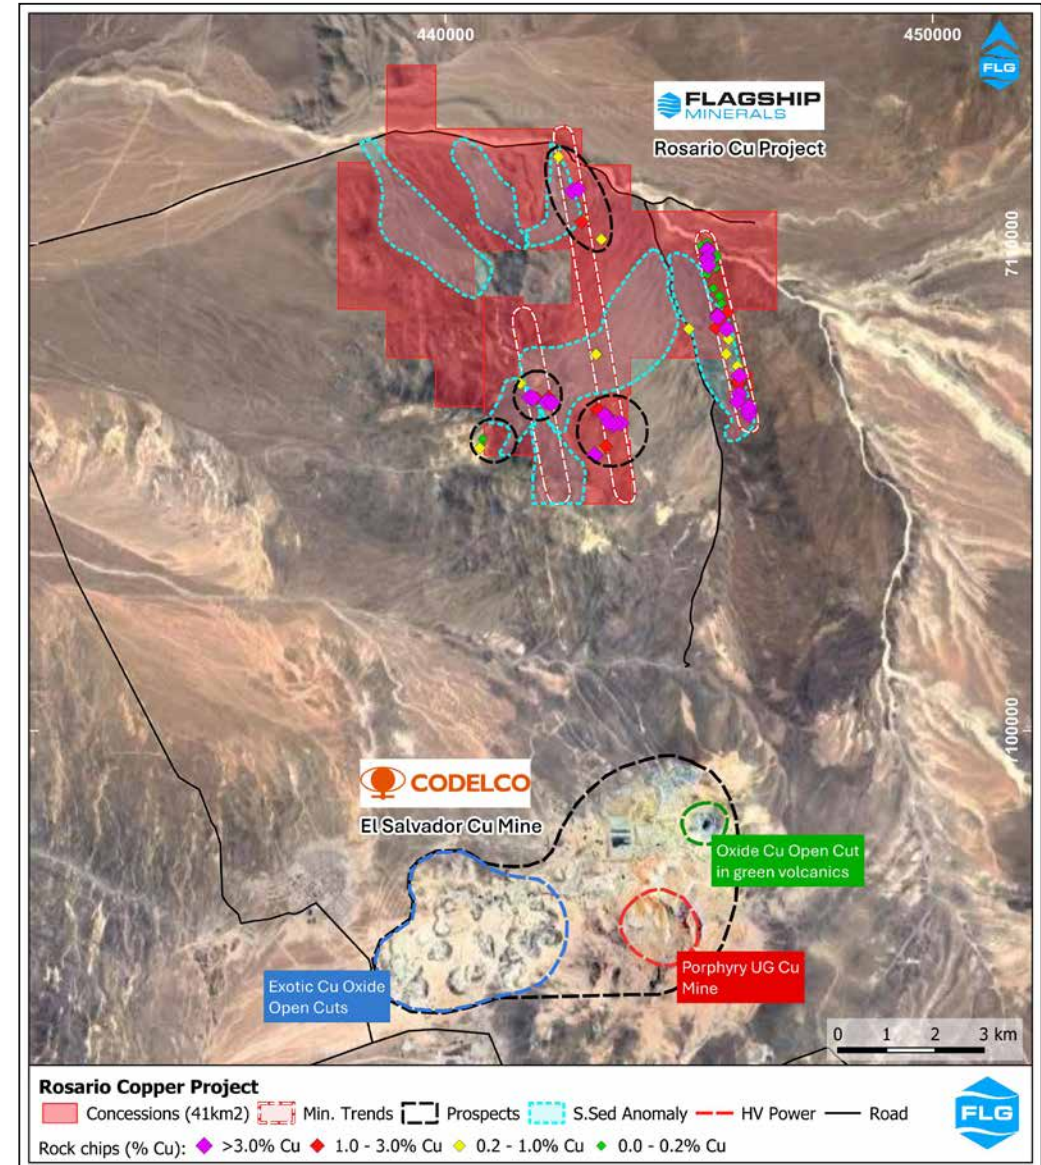 440000
450000
FLG
FLAGSHIP
MINERALS
Rosario Cu Project
7110000
7100000
CODELCO
El Salvador Cu Mine
Oxide Cu Open Cut
in green volcanics
Porphyry UG Cu
Mine
Exotic Cu Oxide
Open Cuts
0 1 2 3 km
Rosario Copper Project
Concessions (41km2) Min. Trends Prospects S.Sed Anomaly HV Power Road
Rock chips (% Cu): >3.0% Cu 1.0 - 3.0% Cu 0.2 - 1.0% Cu 0.0 - 0.2% Cu
FLG